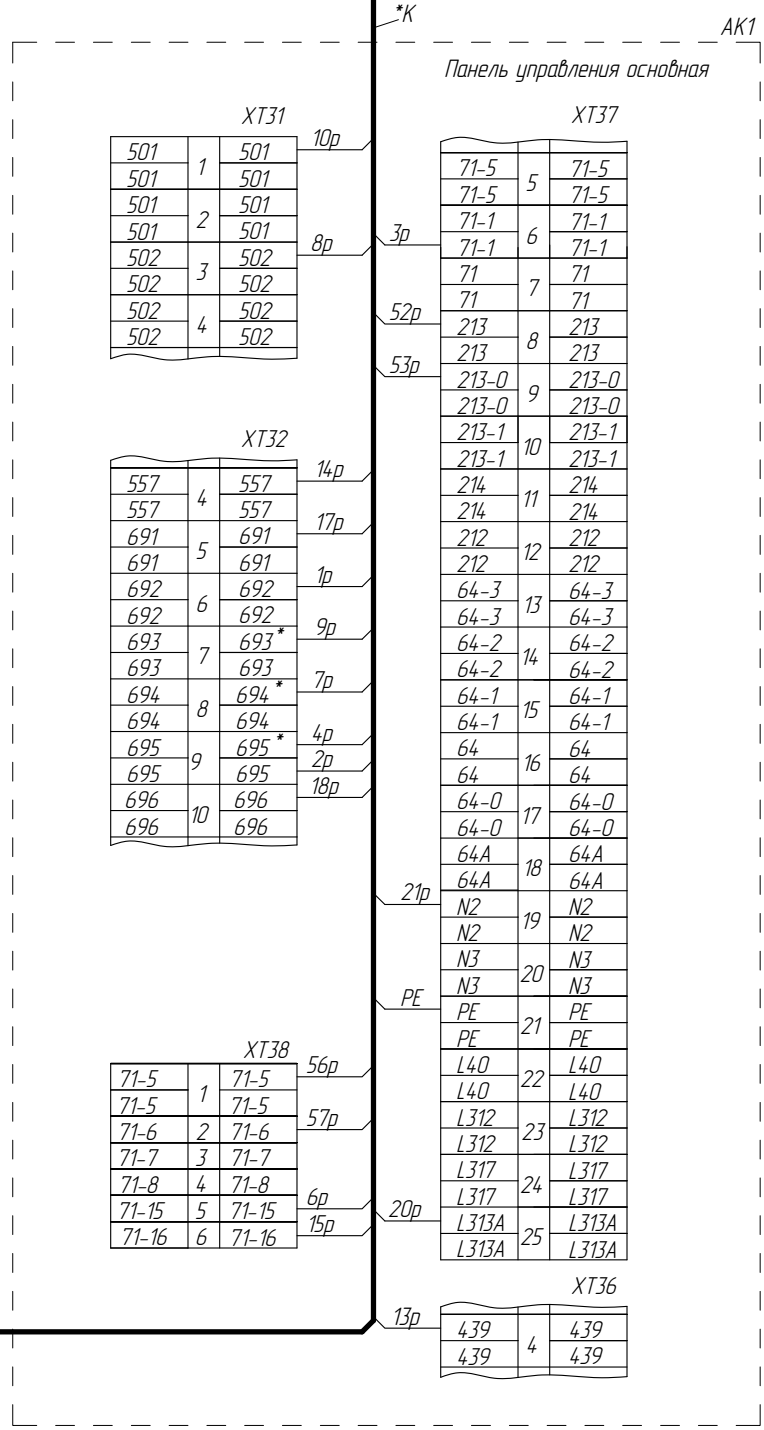 *K
AK1
Панель управления основная
XT31
501 1 501 10р
501 501
501 2 501
501 501
502 3 502 8р
502 502
502 4 502
502 502
XT32
557 4 557 14р
557 557
691 5 691 17р
691 691
692 6 692 1р
692 692
693 7 693* 9р
693 693
694 8 694* 7р
694 694
695 9 695* 4р
695 695 2р
696 10 696 18р
696 696
XT38
71-5 1 71-5 56р
71-5 71-5
71-6 2 71-6 57р
71-7 3 71-7
71-8 4 71-8
71-15 5 71-15 6р
71-16 6 71-16 15р
XT37
71-5 5 71-5
71-5 71-5
71-1 6 71-1
3р 71-1 71-1
71 7 71
71 71
52р 213 8 213
213 213
53р 213-0 9 213-0
213-0 213-0
213-1 10 213-1
213-1 213-1
214 11 214
214 214
212 12 212
212 212
64-3 13 64-3
64-3 64-3
64-2 14 64-2
64-2 64-2
64-1 15 64-1
64-1 64-1
64 16 64
64 64
64-0 17 64-0
64-0 64-0
64A 18 64A
64A 64A
21р N2 19 N2
N2 N2
N3 20 N3
N3 N3
PE PE 21 PE
PE PE
L40 22 L40
L40 L40
L312 23 L312
L312 L312
L317 24 L317
L317 L317
20р L313A 25 L313A
L313A L313A
XT36
13р 439 4 439
439 439